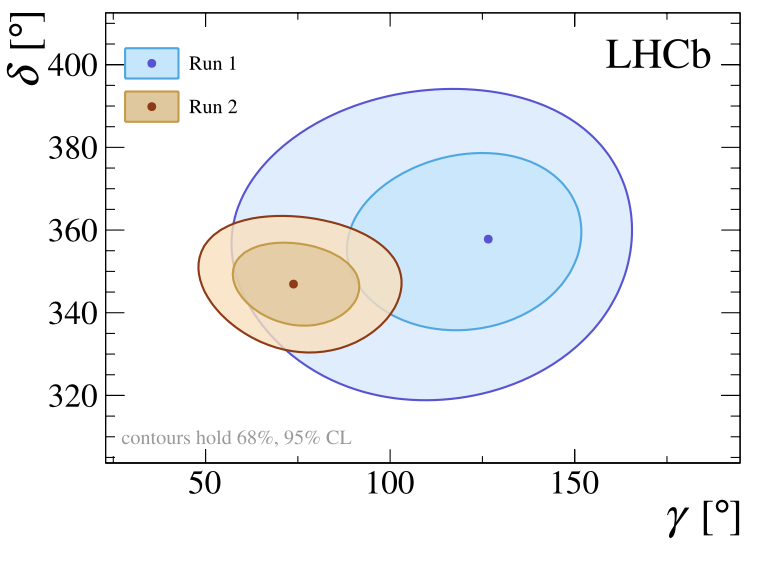 δ [°]
400
380
360
340
320
Run 1
Run 2
LHCb
contours hold 68%, 95% CL
50
100
150
γ [°]